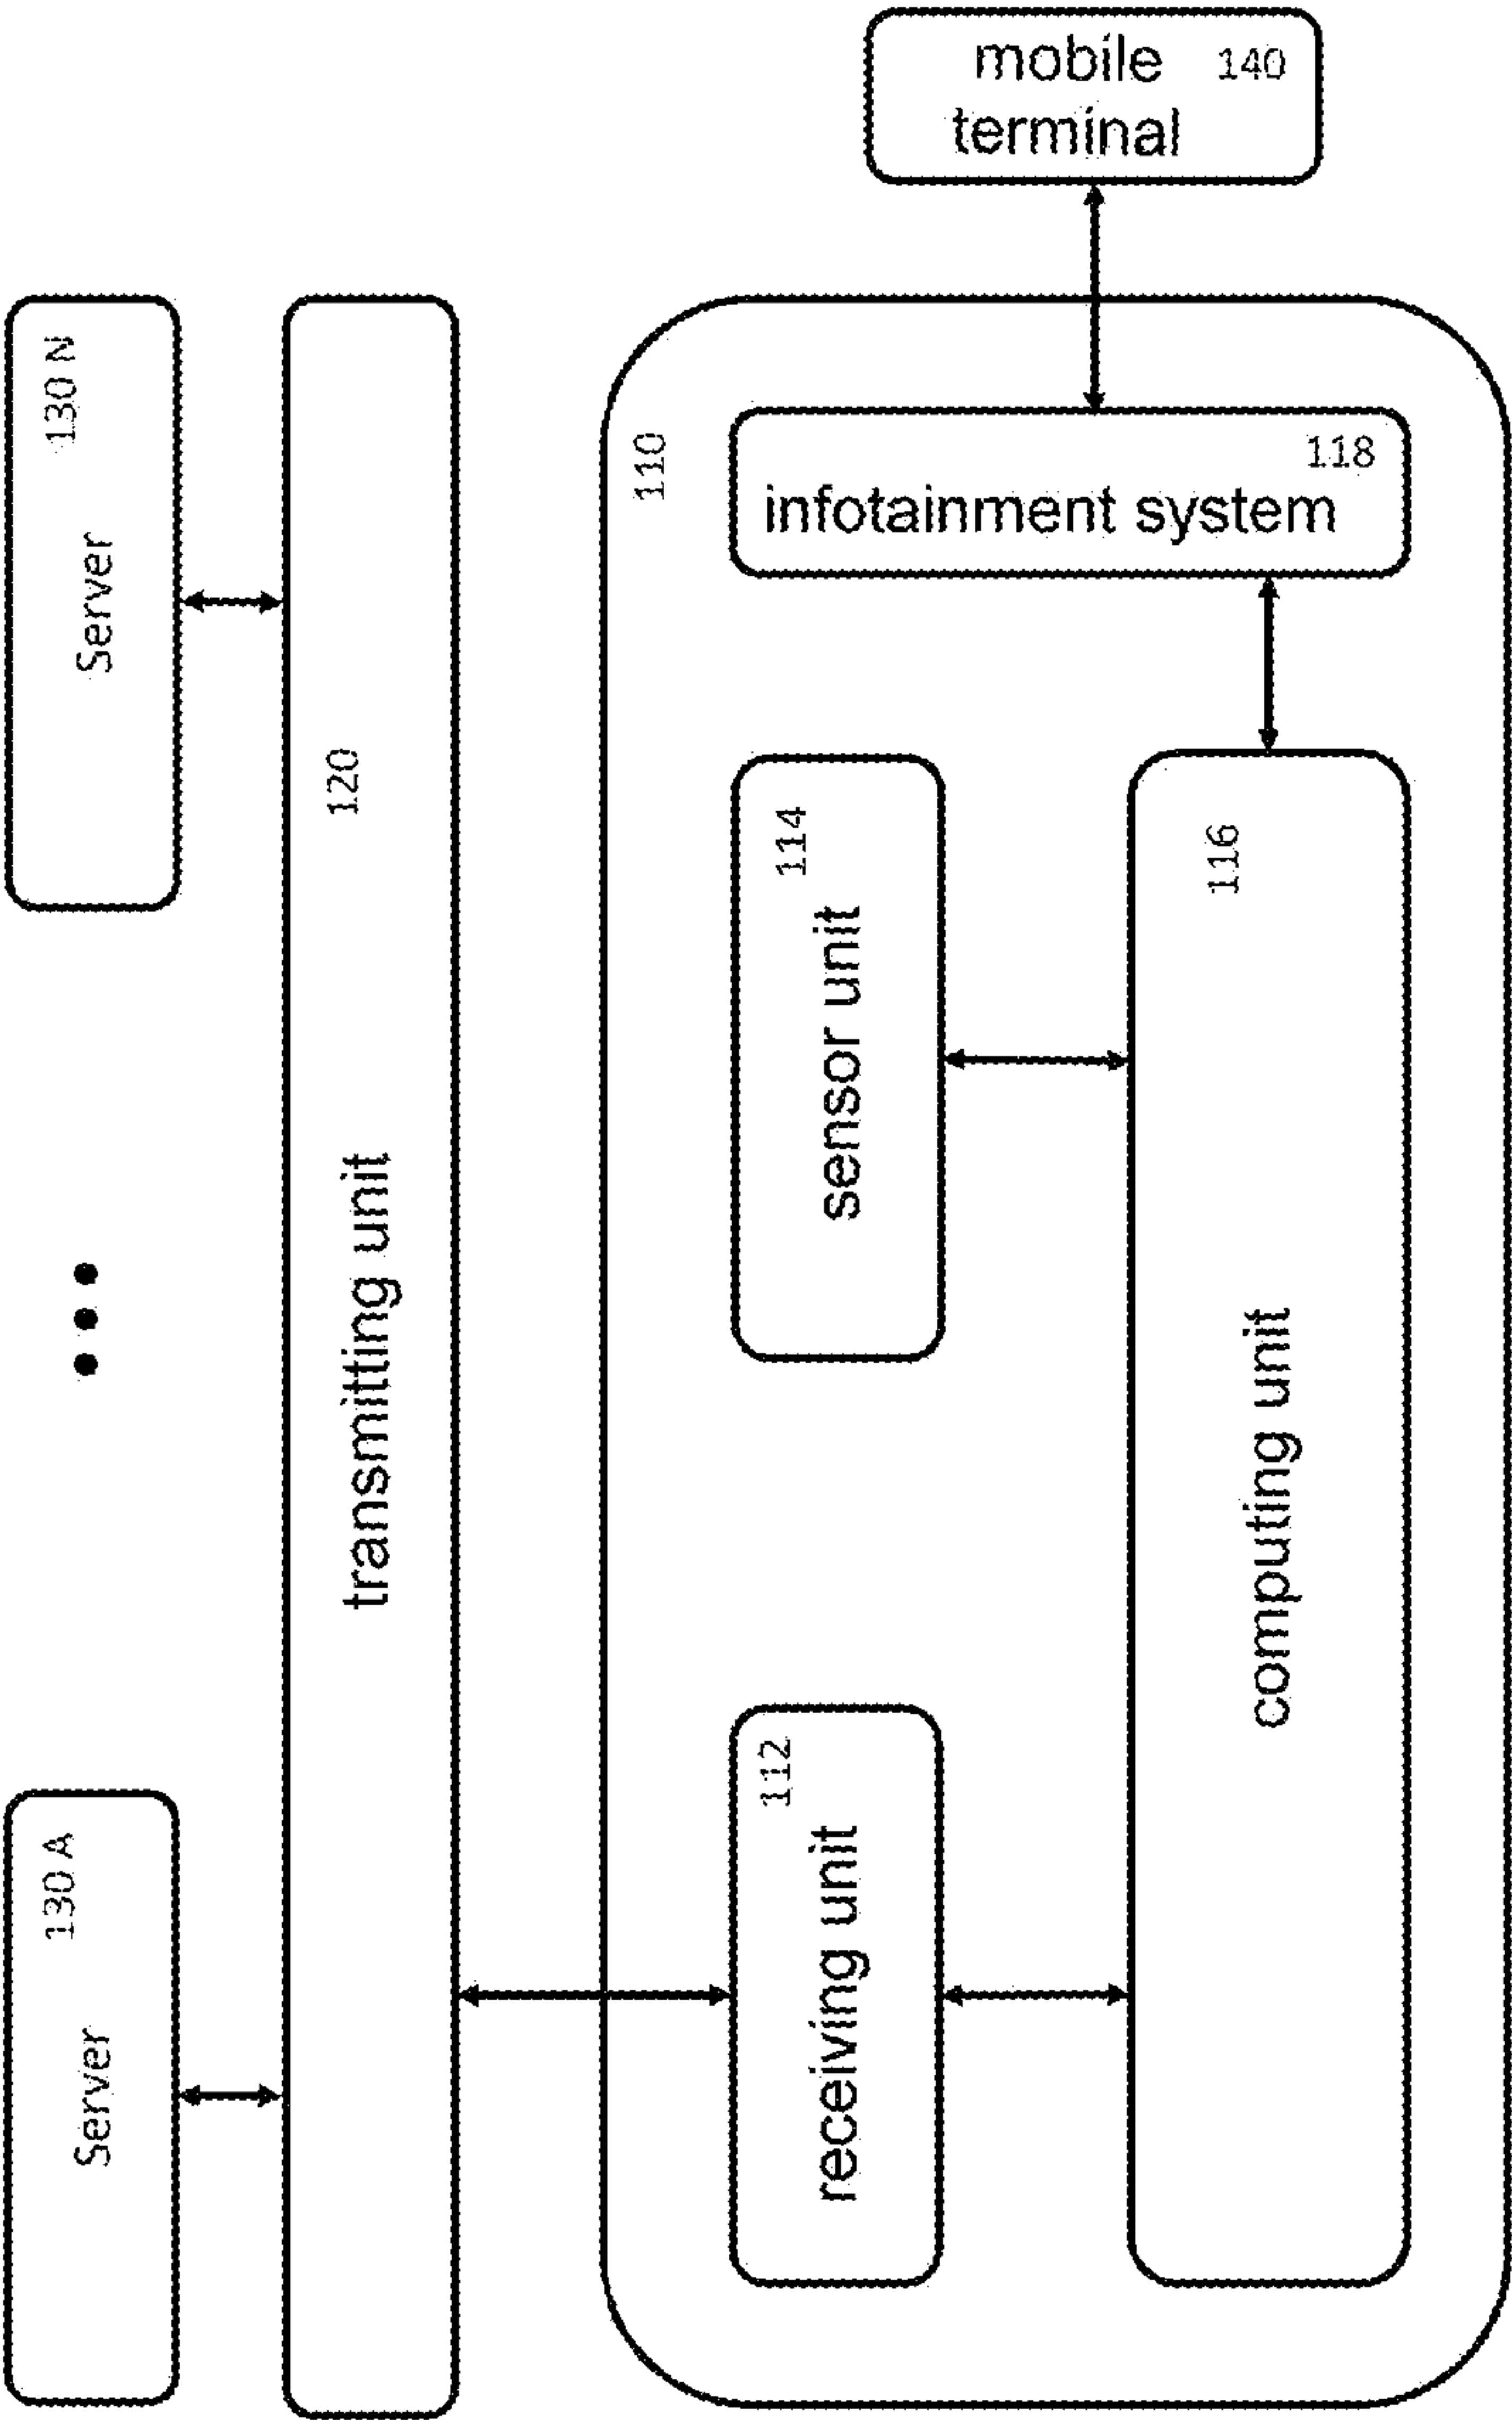 130 A
Server
130 N
Server
120
transmitting unit
110
112
receiving unit
114
sensor unit
116
computing unit
118
infotainment system
mobile 140
terminal